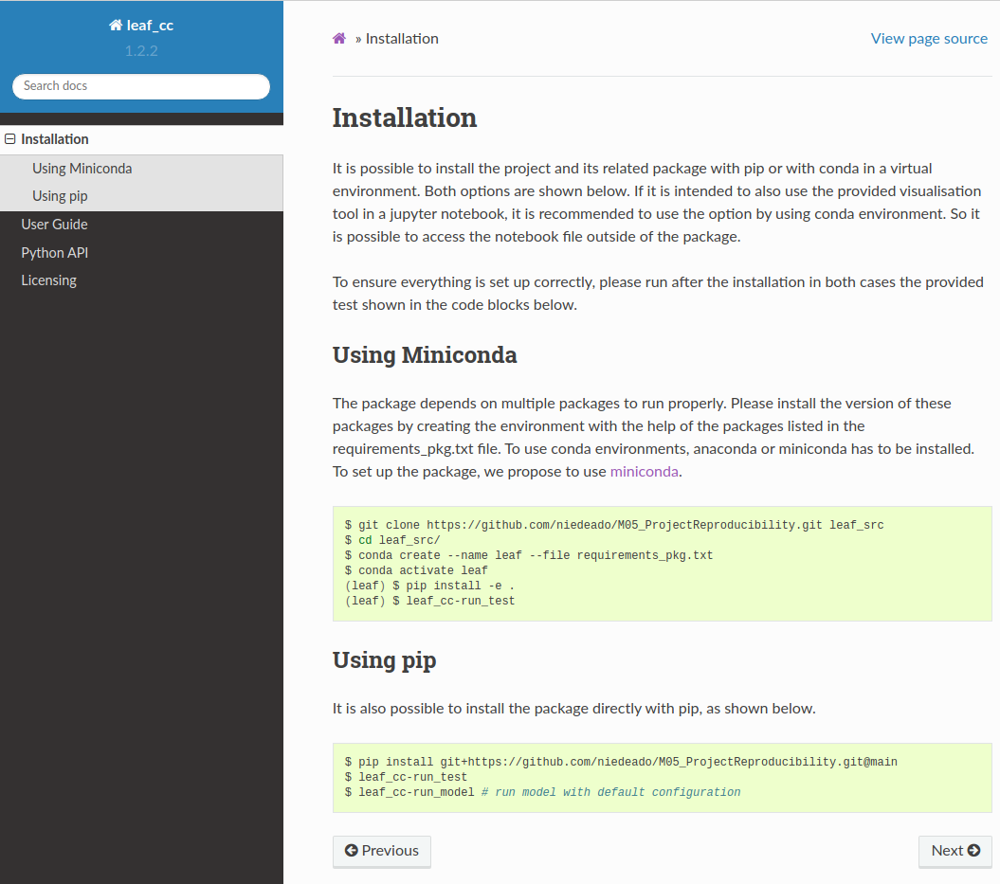 leaf_cc
1.2.2
Search docs
Installation
Using Miniconda
Using pip
User Guide
Python API
Licensing
» Installation
View page source
Installation
It is possible to install the project and its related package with pip or with conda in a virtual
environment. Both options are shown below. If it is intended to also use the provided visualisation
tool in a jupyter notebook, it is recommended to use the option by using conda environment. So it
is possible to access the notebook file outside of the package.
To ensure everything is set up correctly, please run after the installation in both cases the provided
test shown in the code blocks below.
Using Miniconda
The package depends on multiple packages to run properly. Please install the version of these
packages by creating the environment with the help of the packages listed in the
requirements_pkg.txt file. To use conda environments, anaconda or miniconda has to be installed.
To set up the package, we propose to use miniconda.
$ git clone https://github.com/niedeado/M05_ProjectReproducibility.git leaf_src
$ cd leaf_src/
$ conda create --name leaf --file requirements_pkg.txt
$ conda activate leaf
(leaf) $ pip install -e .
(leaf) $ leaf_cc-run_test
Using pip
It is also possible to install the package directly with pip, as shown below.
$ pip install git+https://github.com/niedeado/M05_ProjectReproducibility.git@main
$ leaf_cc-run_test
$ leaf_cc-run_model # run model with default configuration
Previous
Next